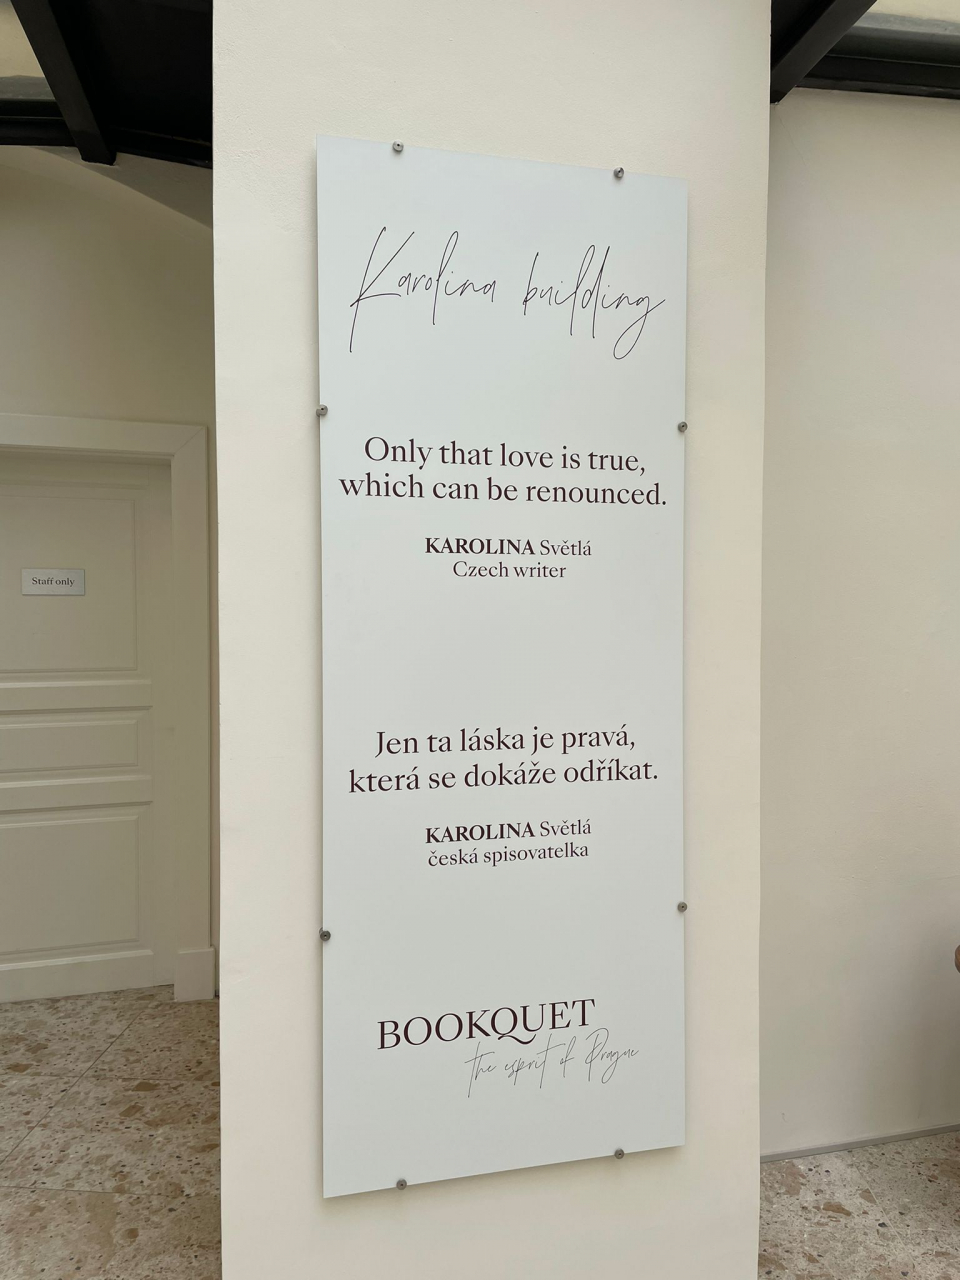 Karolina building
Only that love is true,
which can be renounced.
KAROLINA Světlá
Czech writer
Jen ta láska je pravá,
která se dokáže odříkat.
KAROLINA Světlá
česká spisovatelka
BOOKQUET
the esprit of Prague
Staff only